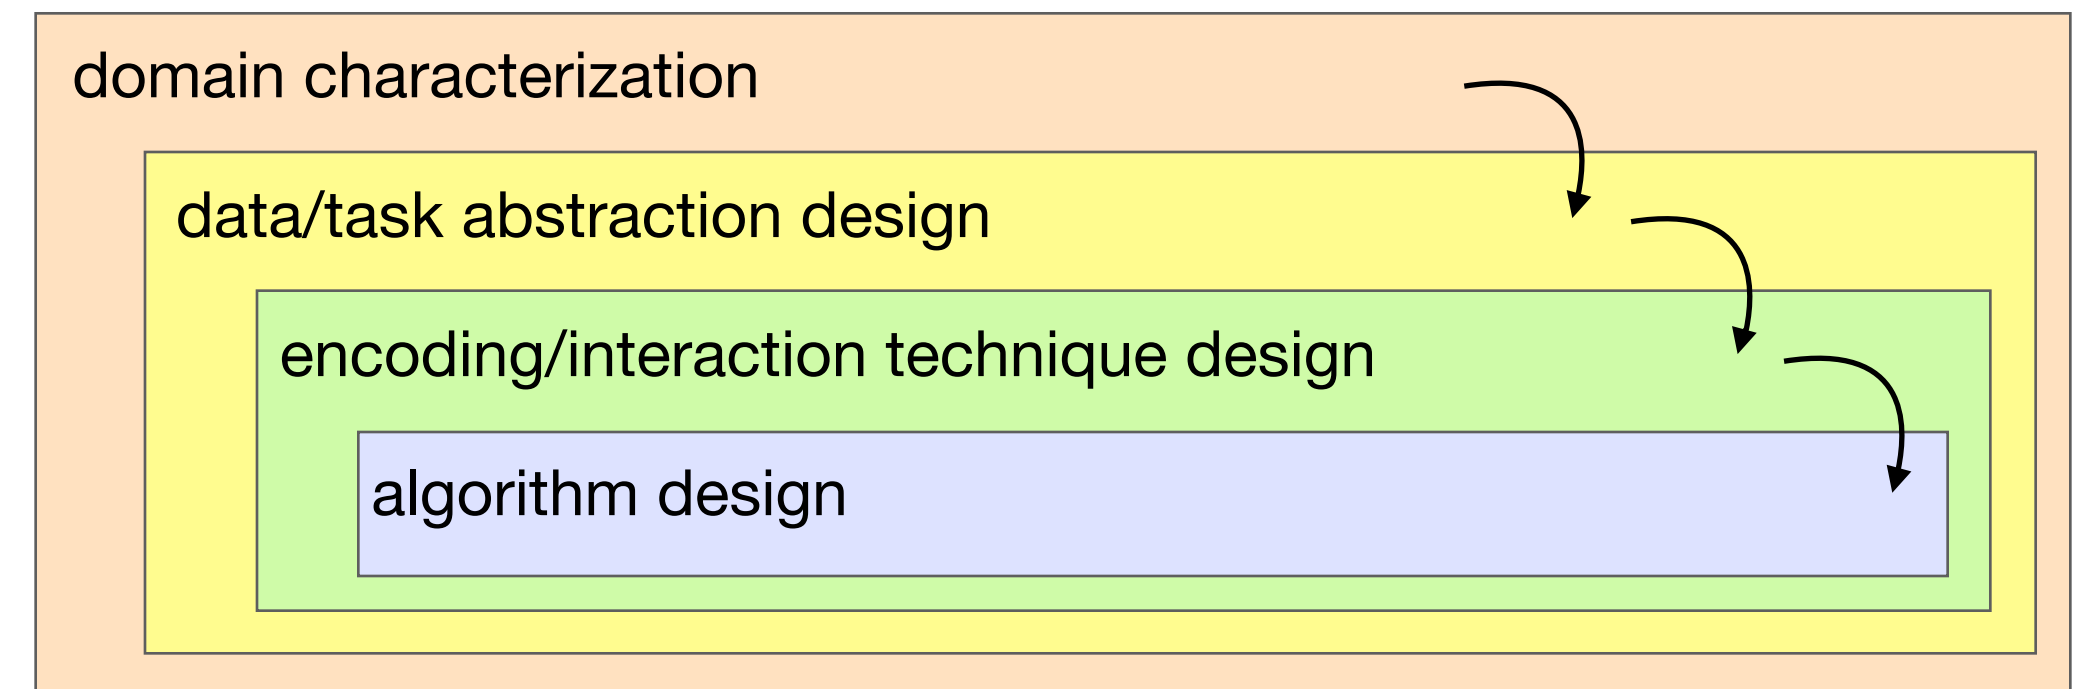 domain characterization
data/task abstraction design
encoding/interaction technique design
algorithm design